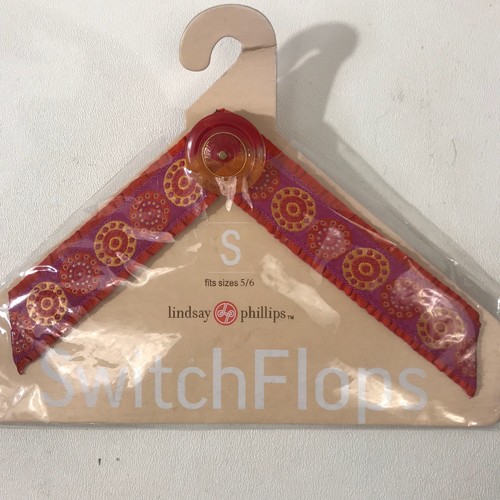 S
fits sizes 5/6
lindsay phillips™
SwitchFlops